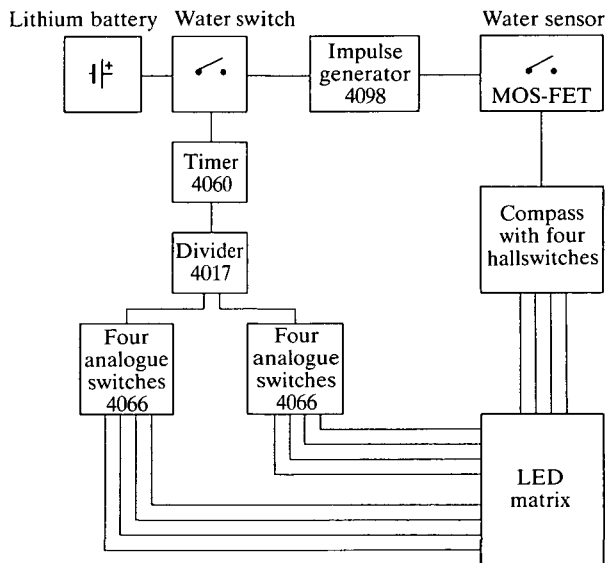 Lithium battery
Water switch
Water sensor
+
Impulse
generator
4098
MOS-FET
Timer
4060
Compass
with four
hallswitches
Divider
4017
Four
analogue
switches
4066
Four
analogue
switches
4066
LED
matrix